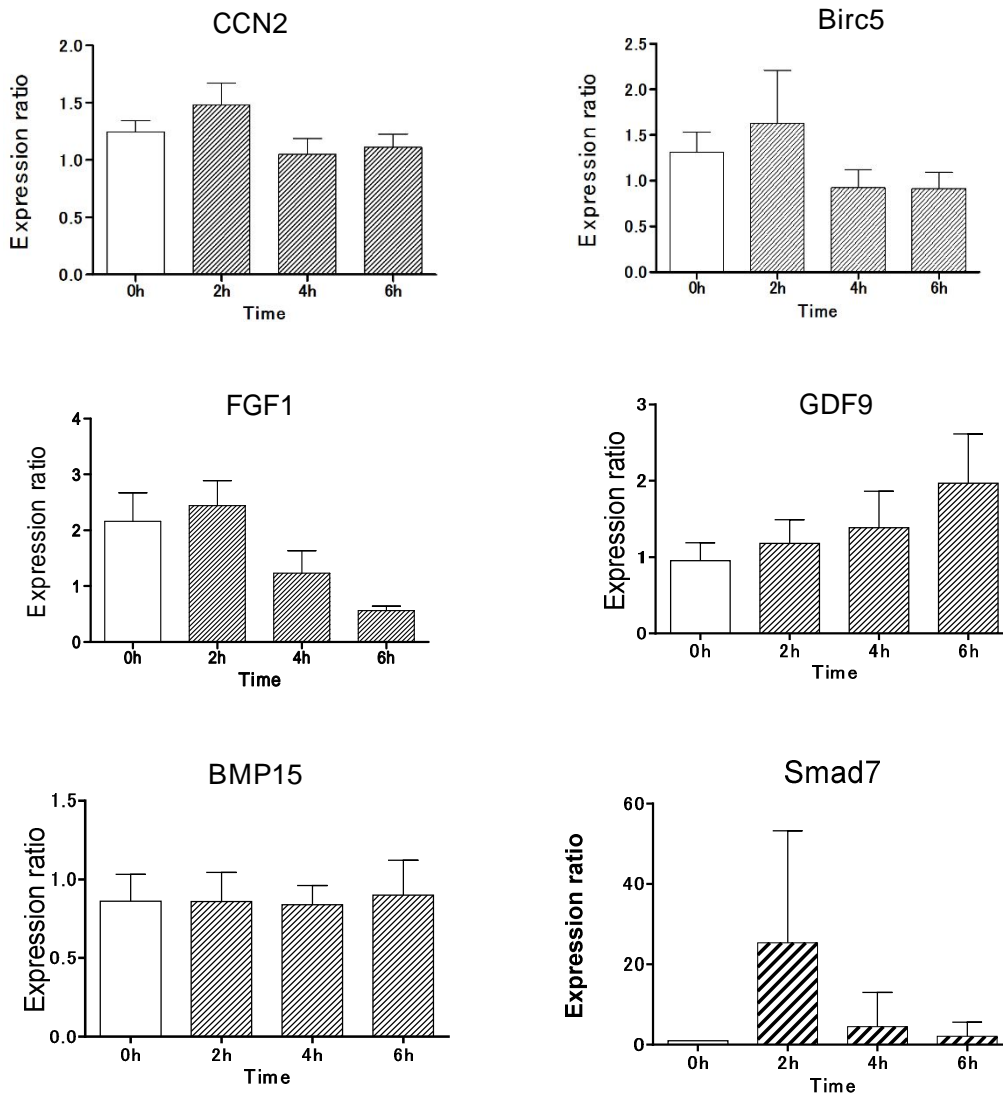 CCN2
Expression ratio
2.0
1.5
1.0
0.5
0.0
0h 2h 4h 6h
Time
Birc5
Expression ratio
2.5
2.0
1.5
1.0
0.5
0.0
0h 2h 4h 6h
Time
FGF1
Expression ratio
4
3
2
1
0
0h 2h 4h 6h
Time
GDF9
Expression ratio
3
2
1
0
0h 2h 4h 6h
Time
BMP15
Expression ratio
1.5
1.0
0.5
0.0
0h 2h 4h 6h
Time
Smad7
Expression ratio
60
40
20
0
0h 2h 4h 6h
Time